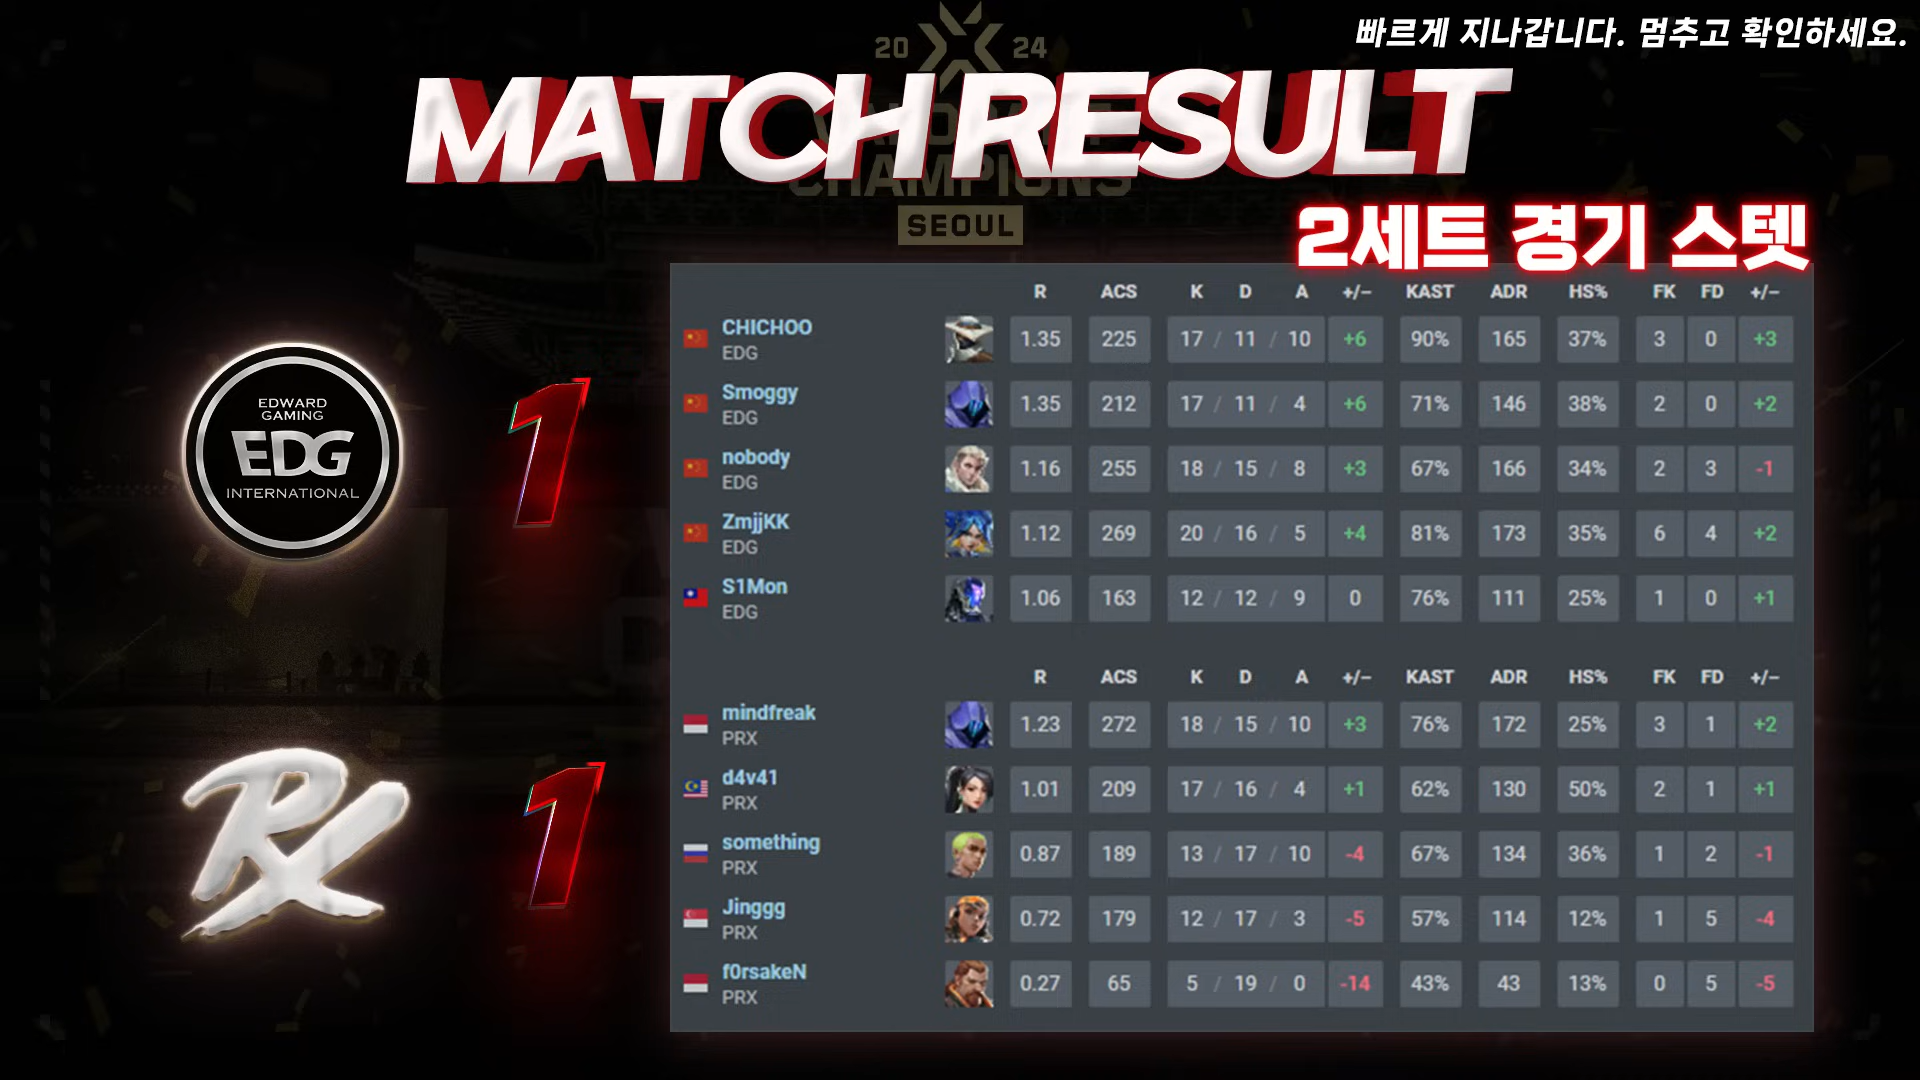 빠르게 지나갑니다. 멈추고 확인하세요.
20 24
MATCH RESULT
CHAMPIONS
SEOUL
2세트 경기 스텟
EDWARD
GAMING
EDG
INTERNATIONAL
1
R ACS K D A +/– KAST ADR HS% FK FD +/–
CHICHOO
EDG
1.35 225 17 / 11 / 10 +6 90% 165 37% 3 0 +3
Smoggy
EDG
1.35 212 17 / 11 / 4 +6 71% 146 38% 2 0 +2
nobody
EDG
1.16 255 18 / 15 / 8 +3 67% 166 34% 2 3 -1
ZmjjKK
EDG
1.12 269 20 / 16 / 5 +4 81% 173 35% 6 4 +2
S1Mon
EDG
1.06 163 12 / 12 / 9 0 76% 111 25% 1 0 +1
1
R ACS K D A +/– KAST ADR HS% FK FD +/–
mindfreak
PRX
1.23 272 18 / 15 / 10 +3 76% 172 25% 3 1 +2
d4v41
PRX
1.01 209 17 / 16 / 4 +1 62% 130 50% 2 1 +1
something
PRX
0.87 189 13 / 17 / 10 -4 67% 134 36% 1 2 -1
Jinggg
PRX
0.72 179 12 / 17 / 3 -5 57% 114 12% 1 5 -4
f0rsakeN
PRX
0.27 65 5 / 19 / 0 -14 43% 43 13% 0 5 -5